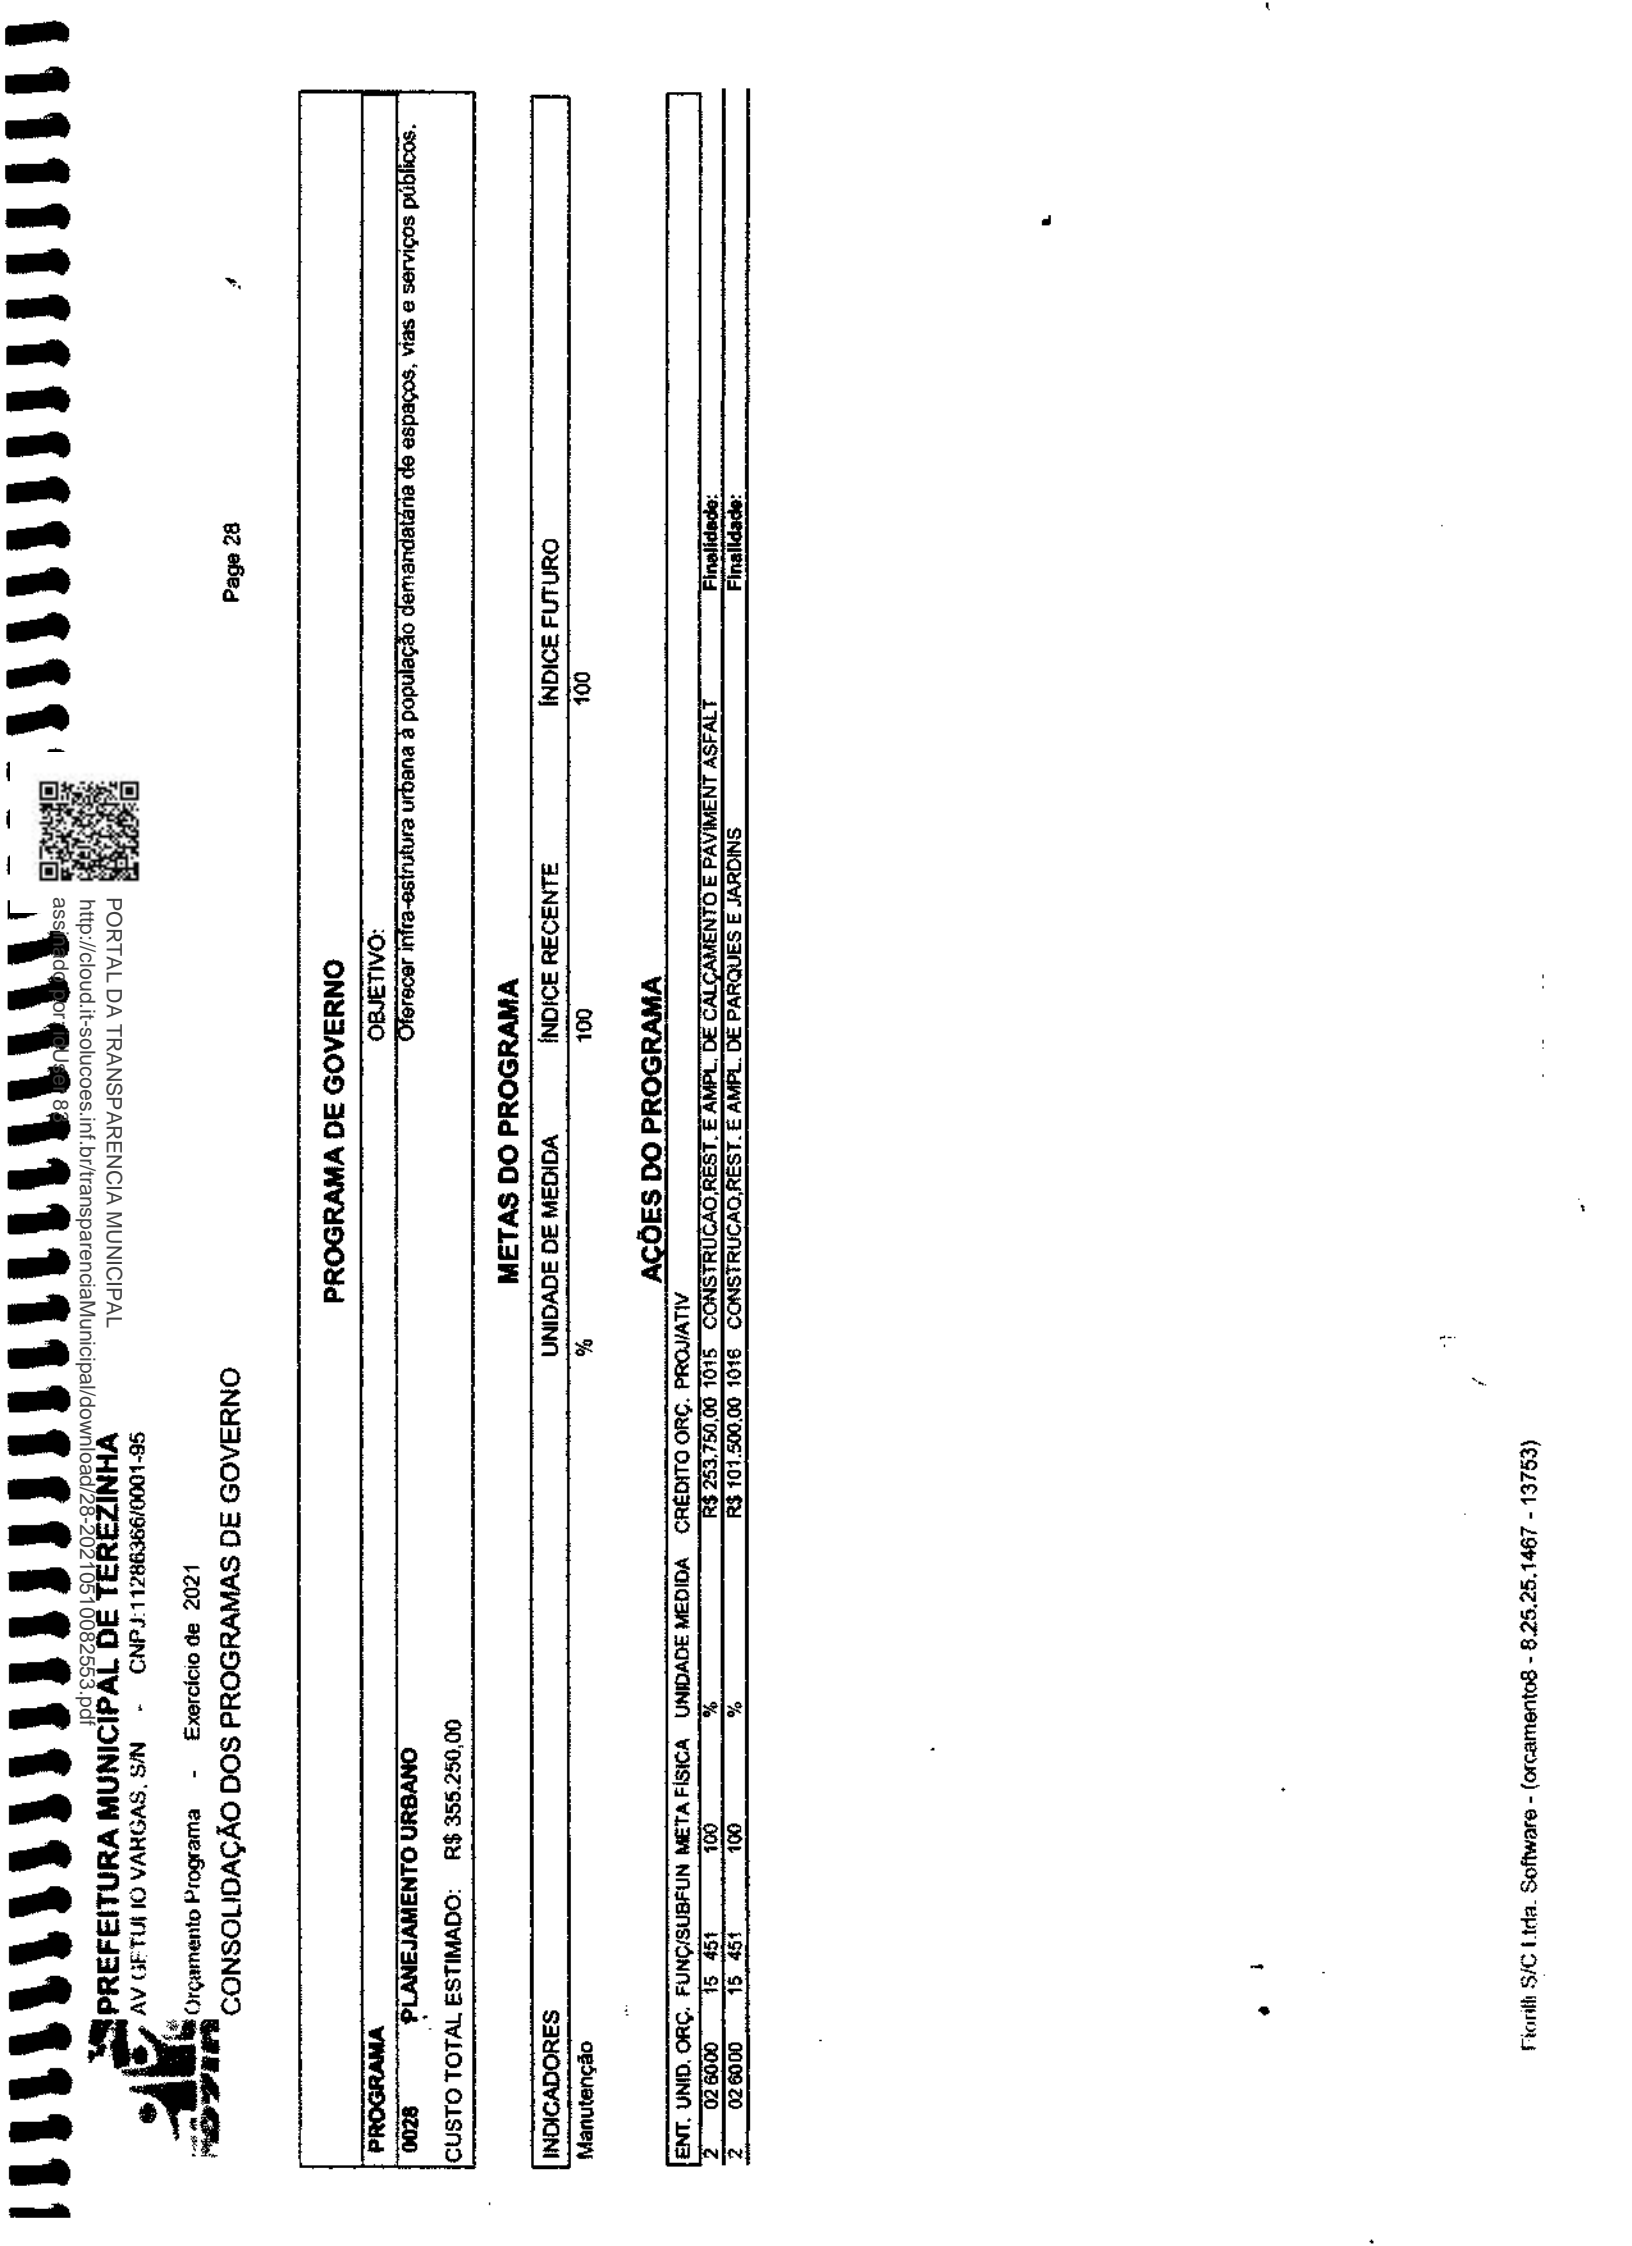 PORTAL DA TRANSPARENCIA MUNICIPAL
http://cloud.it-solucoes.inf.br/transparenciaMunicipal/download/28-20210510082553.pdf
assinado por: idUser 83
PREFEITURA MUNICIPAL DE TEREZINHA
AV GETULIO VARGAS, S/N - CNPJ:11286366/0001-95
Orçamento Programa - Exercício de 2021
CONSOLIDAÇÃO DOS PROGRAMAS DE GOVERNO Page 28
PROGRAMA DE GOVERNO
PROGRAMA OBJETIVO:
0028 PLANEJAMENTO URBANO Oferecer infra-estrutura urbana a população demandatária de espaços, vias e serviços públicos.
CUSTO TOTAL ESTIMADO: R$ 355.250,00
METAS DO PROGRAMA
INDICADORES UNIDADE DE MEDIDA ÍNDICE RECENTE ÍNDICE FUTURO
Manutenção % 100 100
AÇÕES DO PROGRAMA
ENT. UNID. ORÇ. FUNÇ/SUBFUN META FÍSICA UNIDADE MEDIDA CRÉDITO ORÇ. PROJ/ATIV
2 02 6000 15 451 100 % R$ 253.750,00 1015 CONSTRUCAO,REST. E AMPL. DE CALÇAMENTO E PAVIMENT ASFALT Finalidade:
2 02 6000 15 451 100 % R$ 101.500,00 1016 CONSTRUCAO,REST. E AMPL. DE PARQUES E JARDINS Finalidade:
Fiorilli S/C Ltda. Software - (orcamento8 - 8.25.25.1467 - 13753)